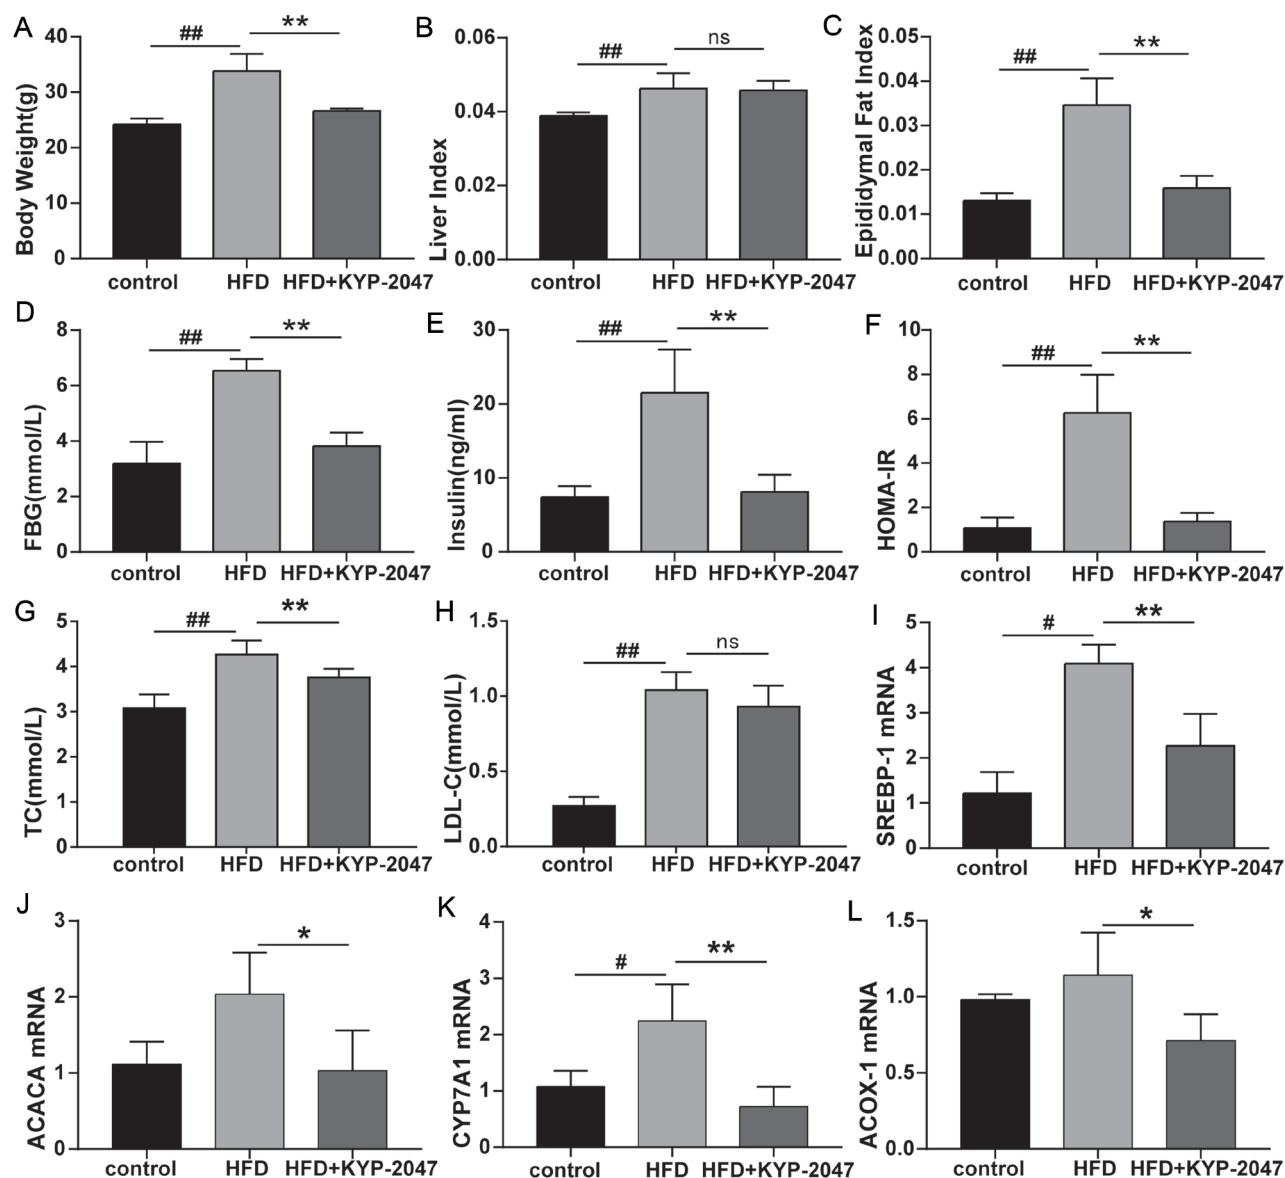 A
Body Weight(g)
40
30
20
10
0
##
**
control
HFD
HFD+KYP-2047
B
Liver Index
0.06
0.04
0.02
0.00
##
ns
control
HFD
HFD+KYP-2047
C
Epididymal Fat Index
0.05
0.04
0.03
0.02
0.01
0.00
##
**
control
HFD
HFD+KYP-2047
D
FBG(mmol/L)
8
6
4
2
0
##
**
control
HFD
HFD+KYP-2047
E
Insulin(ng/ml)
30
20
10
0
##
**
control
HFD
HFD+KYP-2047
F
HOMA-IR
10
8
6
4
2
0
##
**
control
HFD
HFD+KYP-2047
G
TC(mmol/L)
5
4
3
2
1
0
##
**
control
HFD
HFD+KYP-2047
H
LDL-C(mmol/L)
1.5
1.0
0.5
0.0
##
ns
control
HFD
HFD+KYP-2047
I
SREBP-1 mRNA
5
4
3
2
1
0
#
**
control
HFD
HFD+KYP-2047
J
ACACA mRNA
3
2
1
0
*
control
HFD
HFD+KYP-2047
K
CYP7A1 mRNA
4
3
2
1
0
#
**
control
HFD
HFD+KYP-2047
L
ACOX-1 mRNA
1.5
1.0
0.5
0.0
*
control
HFD
HFD+KYP-2047